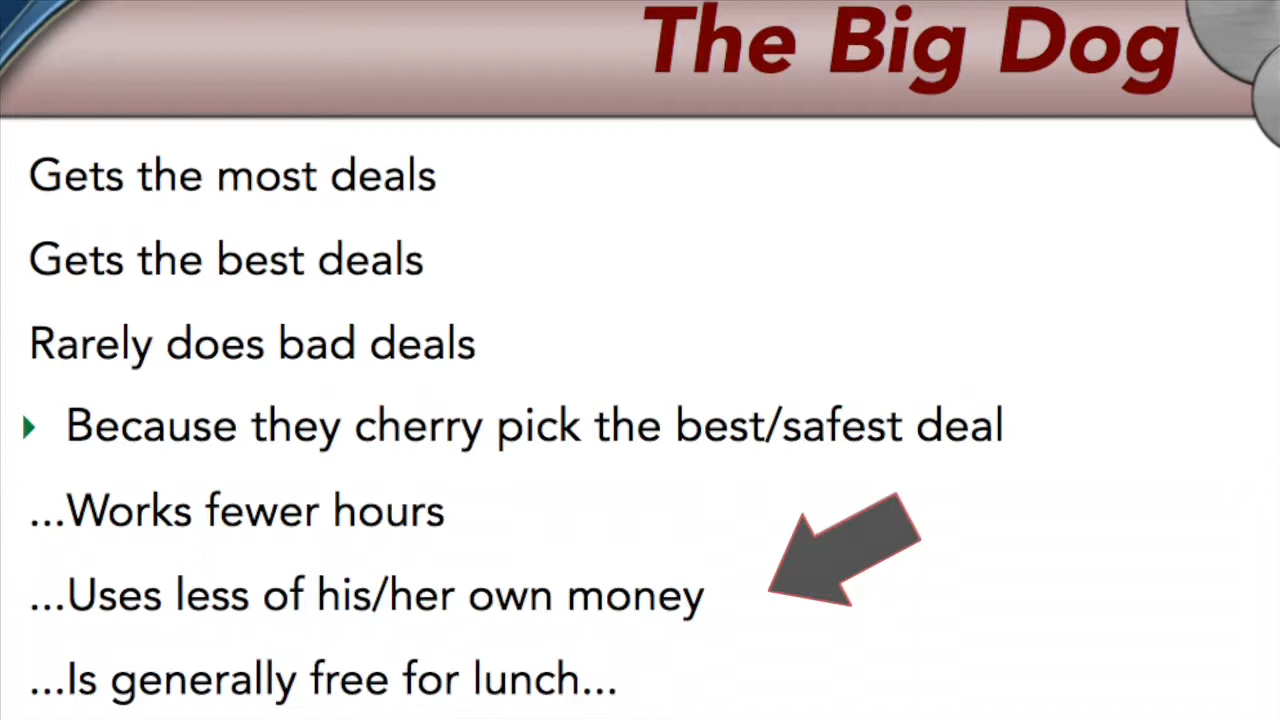 The Big Dog
Gets the most deals
Gets the best deals
Rarely does bad deals
Because they cherry pick the best/safest deal
...Works fewer hours
...Uses less of his/her own money
...Is generally free for lunch...